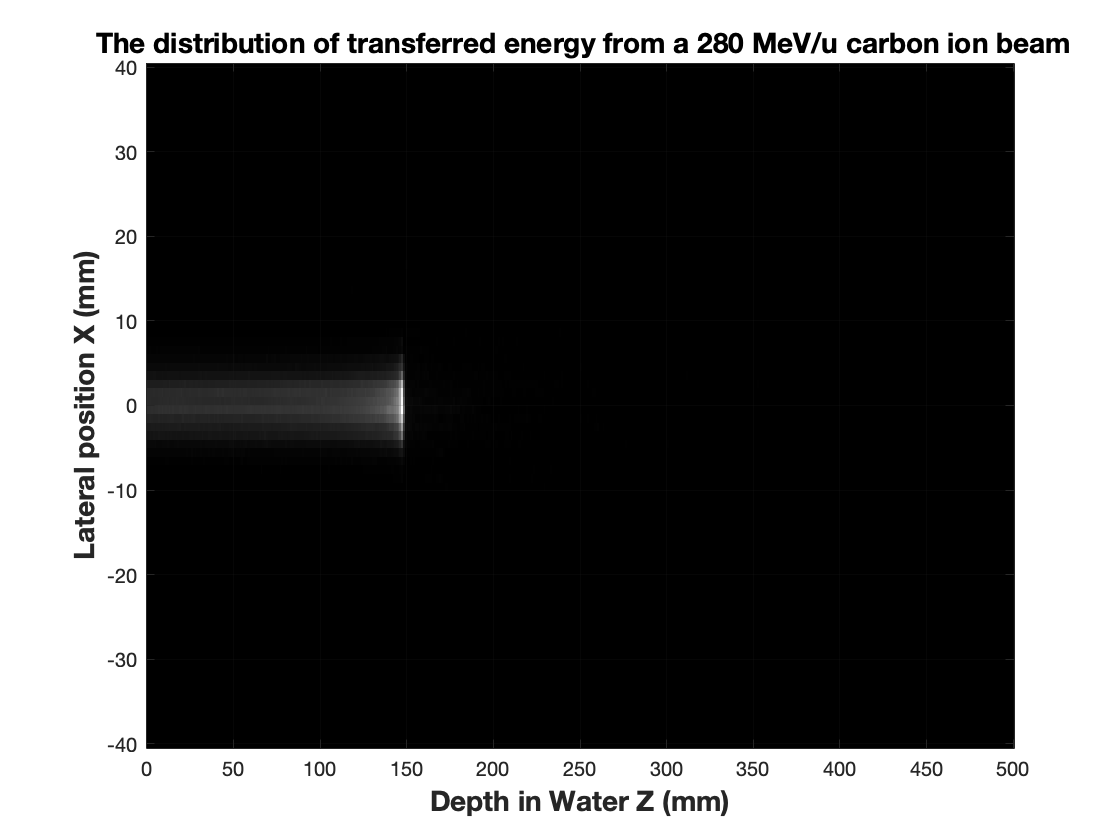 The distribution of transferred energy from a 280 MeV/u carbon ion beam
40
30
20
10
0
-10
-20
-30
-40
Lateral position X (mm)
0 50 100 150 200 250 300 350 400 450 500
Depth in Water Z (mm)